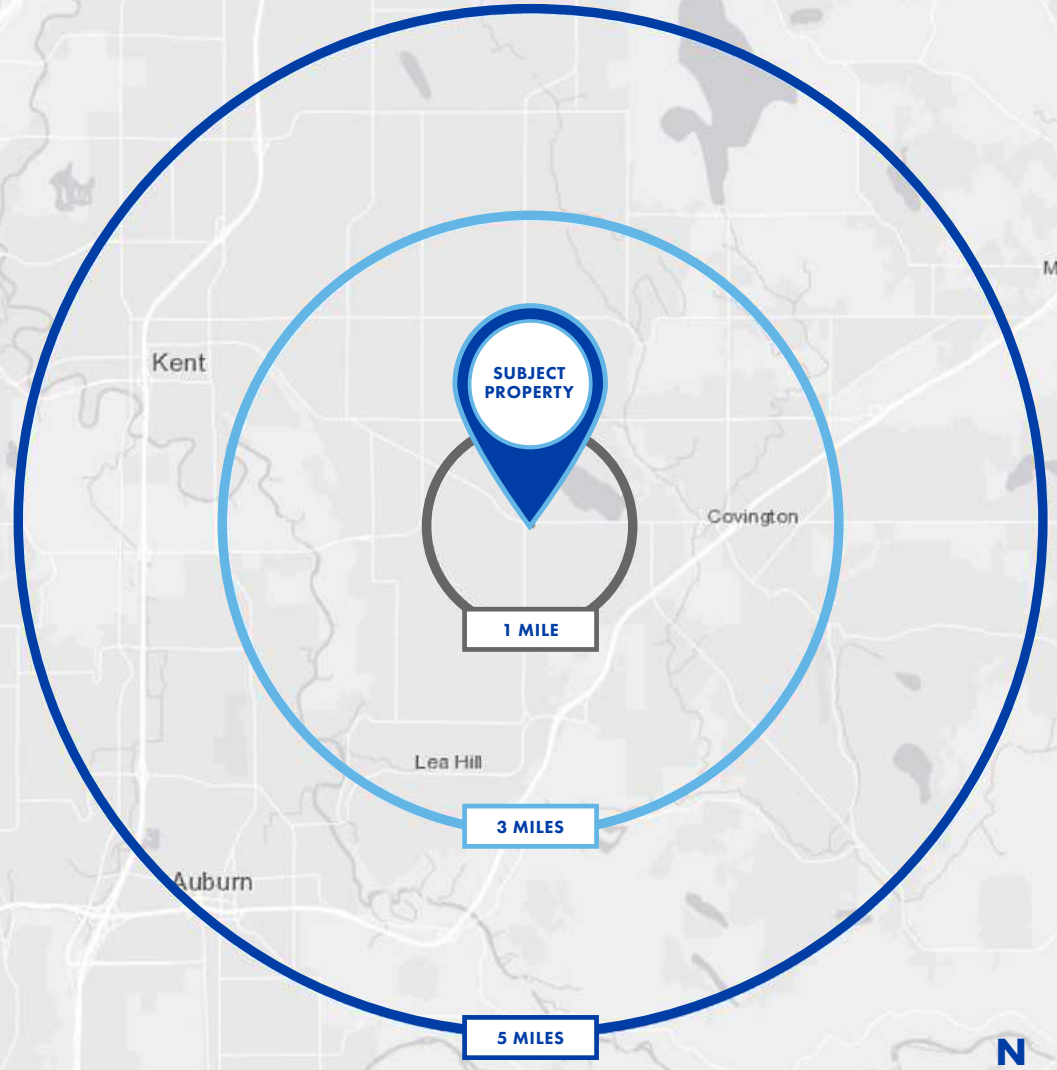 M
Kent
SUBJECT
PROPERTY
Covington
1 MILE
Lea Hill
3 MILES
Auburn
5 MILES
N